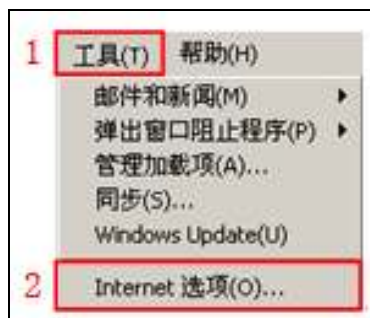 1 工具(T) 帮助(H)
邮件和新闻(M)
弹出窗口阻止程序(P)
管理加载项(A)...
同步(S)...
Windows Update(U)
2 Internet 选项(O)...